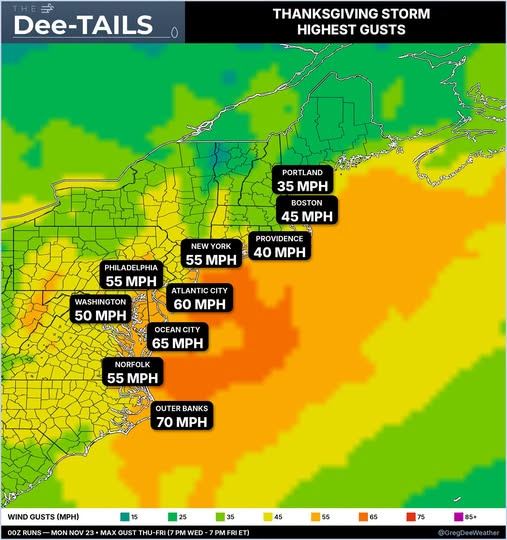 THE
Dee-TAILS
THANKSGIVING STORM
HIGHEST GUSTS
PORTLAND
35 MPH
BOSTON
45 MPH
PROVIDENCE
40 MPH
NEW YORK
55 MPH
PHILADELPHIA
55 MPH
ATLANTIC CITY
60 MPH
WASHINGTON
50 MPH
OCEAN CITY
65 MPH
NORFOLK
55 MPH
OUTER BANKS
70 MPH
WIND GUSTS (MPH) 15 25 35 45 55 65 75 85+
00Z RUNS — MON NOV 23 • MAX GUST THU-FRI (7 PM WED - 7 PM FRI ET) @GregDeeWeather